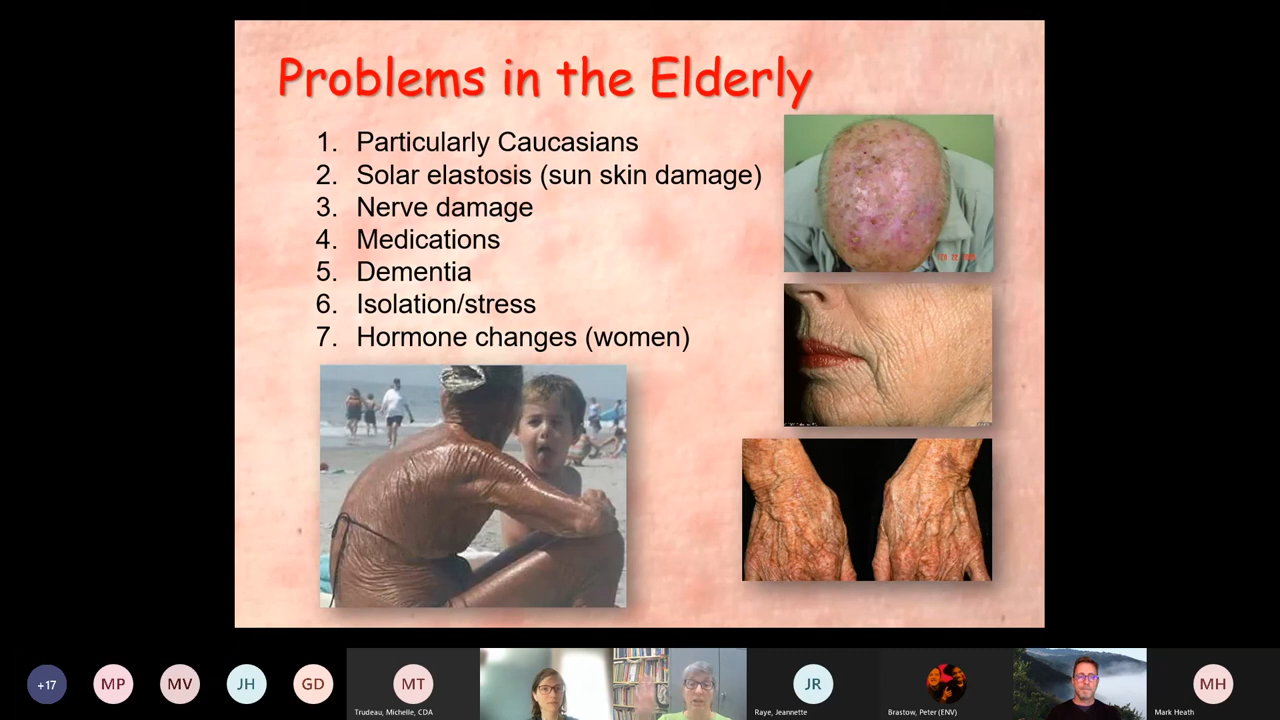 Problems in the Elderly
1. Particularly Caucasians
2. Solar elastosis (sun skin damage)
3. Nerve damage
4. Medications
5. Dementia
6. Isolation/stress
7. Hormone changes (women)
+17
MP
MV
JH
GD
MT
Trudeau, Michelle, CDA
JR
Raye, Jeannette
Brastow, Peter (ENV)
MH
Mark Heath